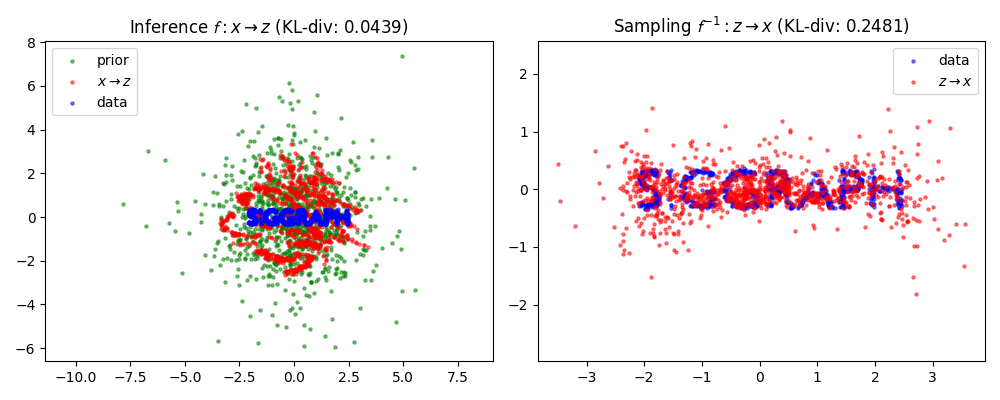 Inference f : x → z (KL-div: 0.0439)
prior
x → z
data
8
6
4
2
0
−2
−4
−6
−10.0 −7.5 −5.0 −2.5 0.0 2.5 5.0 7.5
Sampling f⁻¹ : z → x (KL-div: 0.2481)
data
z → x
2
1
0
−1
−2
−3 −2 −1 0 1 2 3